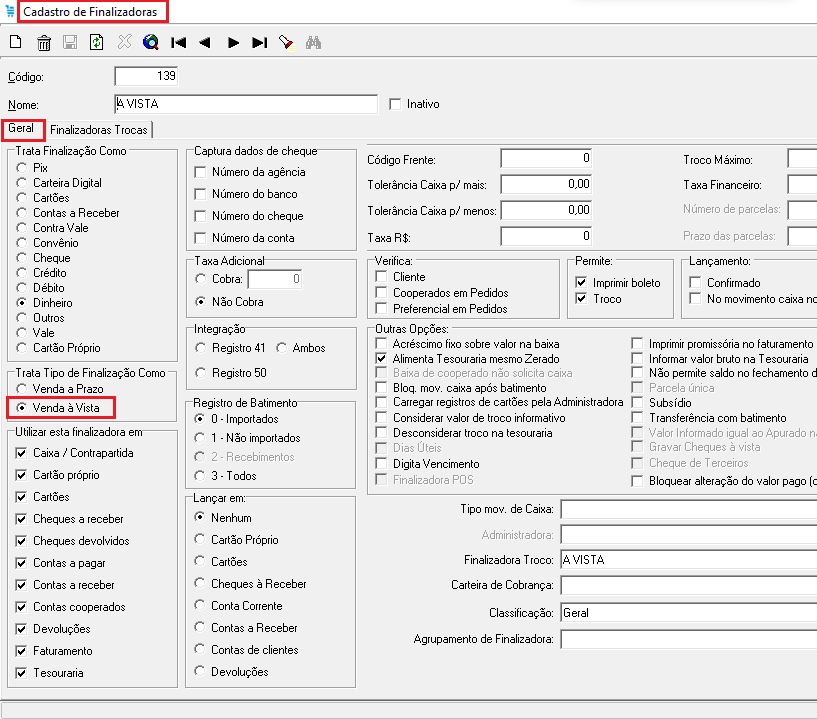 Cadastro de Finalizadoras
Código: 139
Nome: A VISTA Inativo
Geral Finalizadoras Trocas
Trata Finalização Como
Pix
Carteira Digital
Cartões
Contas a Receber
Contra Vale
Convênio
Cheque
Crédito
Débito
Dinheiro
Outros
Vale
Cartão Próprio
Trata Tipo de Finalização Como
Venda a Prazo
Venda à Vista
Utilizar esta finalizadora em
Caixa / Contrapartida
Cartão próprio
Cartões
Cheques a receber
Cheques devolvidos
Contas a pagar
Contas a receber
Contas cooperados
Devoluções
Faturamento
Tesouraria
Captura dados de cheque
Número da agência
Número do banco
Número do cheque
Número da conta
Taxa Adicional
Cobra: 0
Não Cobra
Integração
Registro 41 Ambos
Registro 50
Registro de Batimento
0 - Importados
1 - Não importados
2 - Recebimentos
3 - Todos
Lançar em:
Nenhum
Cartão Próprio
Cartões
Cheques à Receber
Conta Corrente
Contas a Receber
Contas de clientes
Devoluções
Código Frente: 0
Tolerância Caixa p/ mais: 0,00
Tolerância Caixa p/ menos: 0,00
Taxa R$: 0
Troco Máximo:
Taxa Financeiro:
Número de parcelas:
Prazo das parcelas:
Verifica:
Cliente
Cooperados em Pedidos
Preferencial em Pedidos
Permite:
Imprimir boleto
Troco
Lançamento:
Confirmado
No movimento caixa no
Outras Opções:
Acréscimo fixo sobre valor na baixa
Alimenta Tesouraria mesmo Zerado
Baixa de cooperado não solicita caixa
Bloq. mov. caixa após batimento
Carregar registros de cartões pela Administradora
Considerar valor de troco informativo
Desconsiderar troco na tesouraria
Dias Úteis
Digita Vencimento
Finalizadora POS
Imprimir promissória no faturamento
Informar valor bruto na Tesouraria
Não permite saldo no fechamento d
Parcela única
Subsídio
Transferência com batimento
Valor Informado igual ao Apurado na
Gravar Cheques à vista
Cheque de Terceiros
Bloquear alteração do valor pago (c
Tipo mov. de Caixa:
Administradora:
Finalizadora Troco: A VISTA
Carteira de Cobrança:
Classificação: Geral
Agrupamento de Finalizadora: